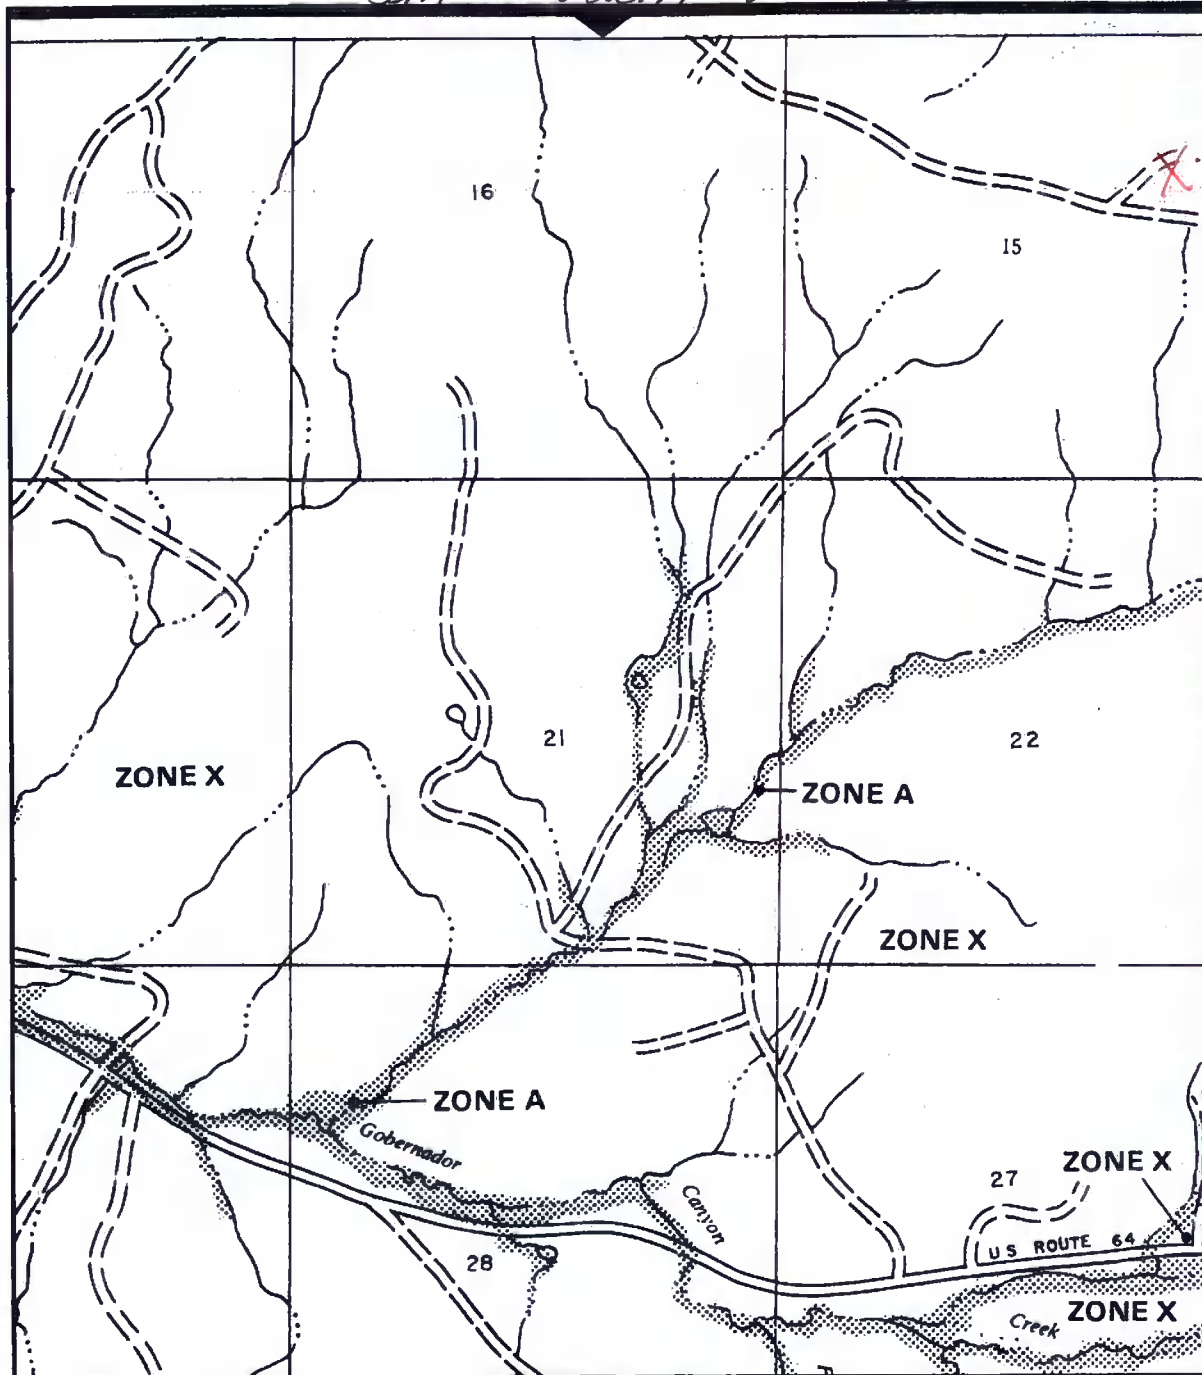 16
15
21
22
ZONE X
ZONE A
ZONE X
ZONE A
Gobernador
Canyon
27
ZONE X
28
US ROUTE 64
Creek
ZONE X